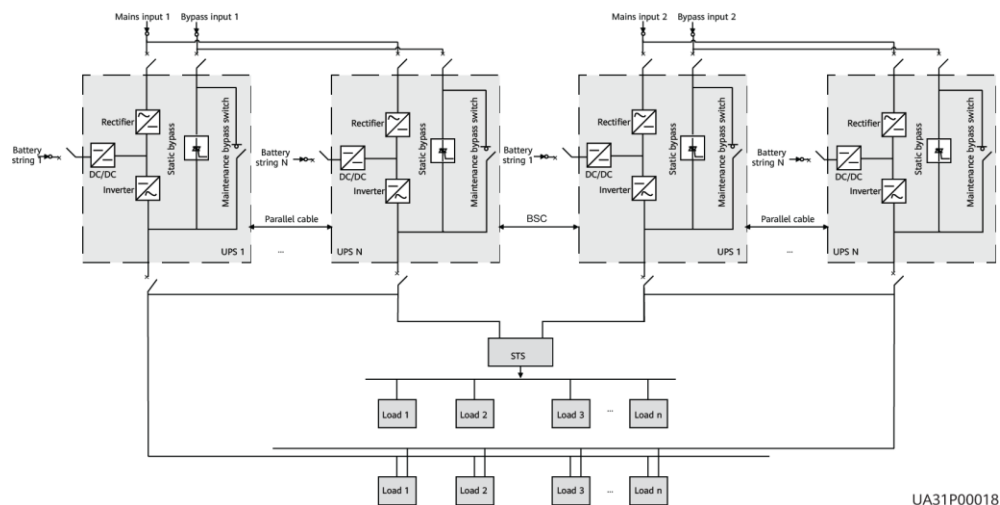 Mains input 1
Bypass input 1
Mains input 2
Bypass input 2
Rectifier
Static bypass
Maintenance bypass switch
Battery
string 1
DC/DC
Inverter
UPS 1
Parallel cable
...
Rectifier
Static bypass
Maintenance bypass switch
Battery
string N
DC/DC
Inverter
UPS N
BSC
Rectifier
Static bypass
Maintenance bypass switch
Battery
string 1
DC/DC
Inverter
UPS 1
Parallel cable
...
Rectifier
Static bypass
Maintenance bypass switch
Battery
string N
DC/DC
Inverter
UPS N
STS
Load 1
Load 2
Load 3
...
Load n
Load 1
Load 2
Load 3
...
Load n
UA31P00018